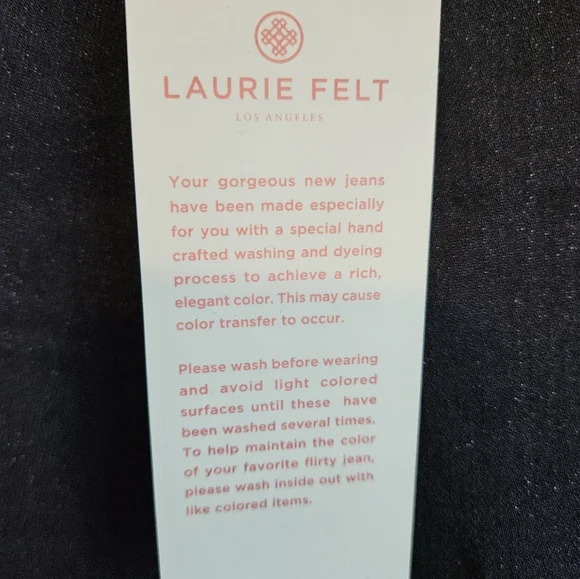 LAURIE FELT
LOS ANGELES
Your gorgeous new jeans
have been made especially
for you with a special hand
crafted washing and dyeing
process to achieve a rich,
elegant color. This may cause
color transfer to occur.
Please wash before wearing
and avoid light colored
surfaces until these have
been washed several times.
To help maintain the color
of your favorite flirty jean,
please wash inside out with
like colored items.